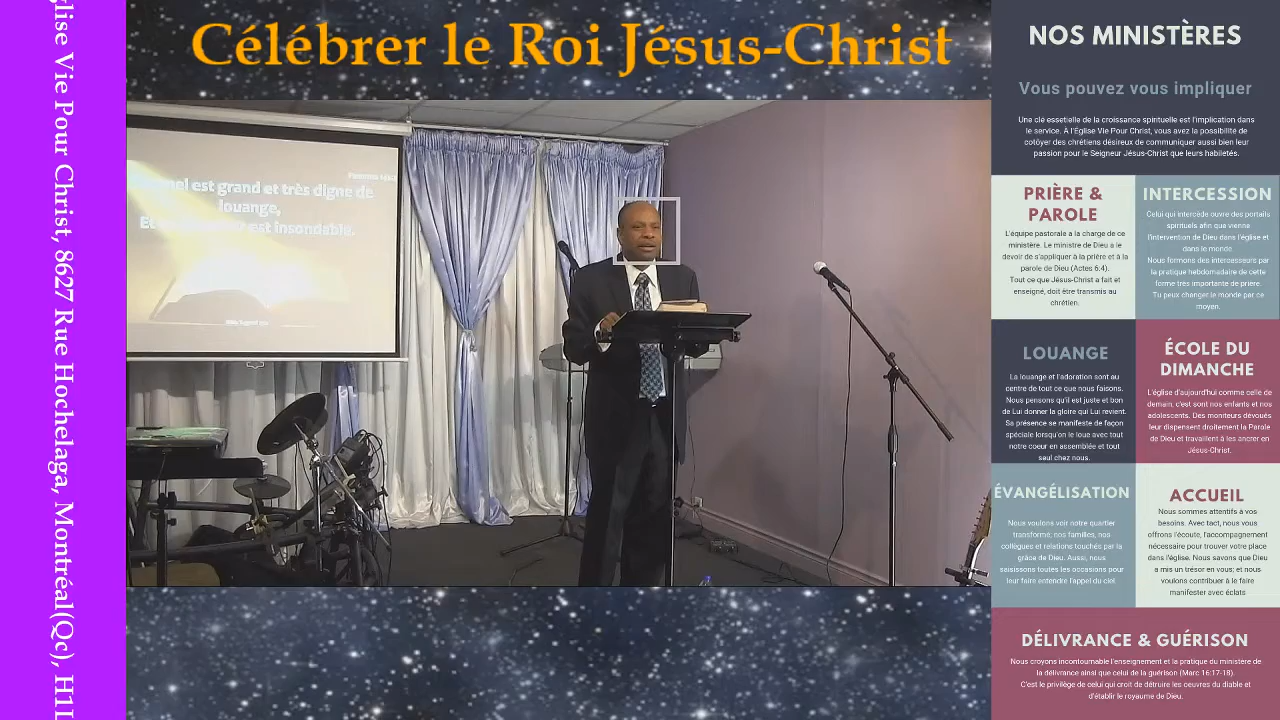 Célébrer le Roi Jésus-Christ
glise Vie Pour Christ, 8627 Rue Hochelaga, Montréal(Qc), H1L
est grand et très digne de
louange,
Et
est insondable.
NOS MINISTÈRES
Vous pouvez vous impliquer
Une clé essetielle de la croissance spirituelle est l'implication dans
le service. À l'Église Vie Pour Christ, vous avez la possibilité de
cotôyer des chrétiens désireux de communiquer aussi bien leur
passion pour le Seigneur Jésus-Christ que leurs habiletés.
PRIÈRE &
PAROLE
L'équipe pastorale a la charge de ce
ministère. Le ministre de Dieu a le
devoir de s'appliquer à la prière et à la
parole de Dieu (Actes 6:4).
Tout ce que Jésus-Christ a fait et
enseigné, doit être transmis au
chrétien.
INTERCESSION
Celui qui intercède ouvre des portails
spirituels afin que vienne
l'intervention de Dieu dans l'église et
dans le monde.
Nous formons des intercesseurs par
la pratique hebdomadaire de cette
forme très importante de prière.
Tu peux changer le monde par ce
moyen.
LOUANGE
La louange et l'adoration sont au
centre de tout ce que nous faisons.
Nous pensons qu'il est juste et bon
de Lui donner la gloire qui Lui revient.
Sa présence se manifeste de façon
spéciale lorsqu'on le loue avec tout
notre coeur en assemblée et tout
seul chez nous.
ÉCOLE DU
DIMANCHE
L'église d'aujourd'hui comme celle de
demain, c'est sont nos enfants et nos
adolescents. Des moniteurs dévoués
leur dispensent droitement la Parole
de Dieu et travaillent à les ancrer en
Jésus-Christ.
ÉVANGÉLISATION
Nous voulons voir notre quartier
transformé; nos familles, nos
collègues et relations touchés par la
grâce de Dieu. Aussi, nous
saisissons toutes les occasions pour
leur faire entendre l'appel du ciel.
ACCUEIL
Nous sommes attentifs à vos
besoins. Avec tact, nous vous
offrons l'écoute, l'accompagnement
nécessaire pour trouver votre place
dans l'église. Nous savons que Dieu
a mis un trésor en vous; et nous
voulons contribuer à le faire
manifester avec éclats
DÉLIVRANCE & GUÉRISON
Nous croyons incontournable l'enseignement et la pratique du ministère de
la délivrance ainsi que celui de la guérison (Marc 16:17-18).
C'est le privilège de celui qui croit de détruire les oeuvres du diable et
d'établir le royaume de Dieu.